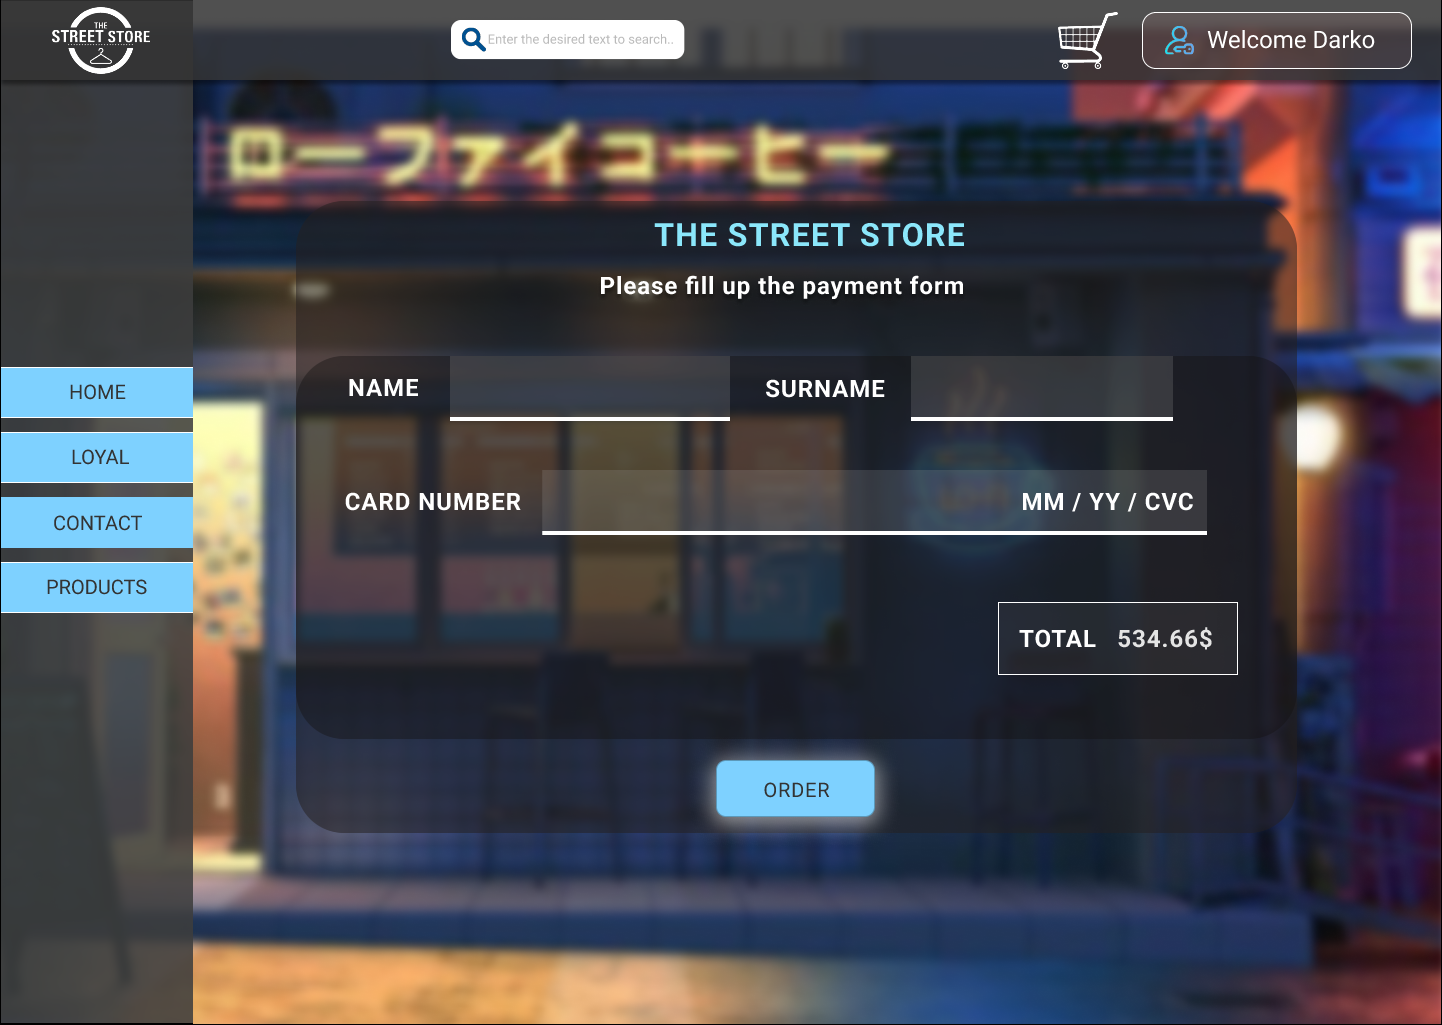 THE
STREET STORE
Enter the desired text to search..
Welcome Darko
ローファイコーヒー
THE STREET STORE
Please fill up the payment form
HOME
LOYAL
CONTACT
PRODUCTS
NAME
SURNAME
CARD NUMBER
MM / YY / CVC
TOTAL 534.66$
ORDER